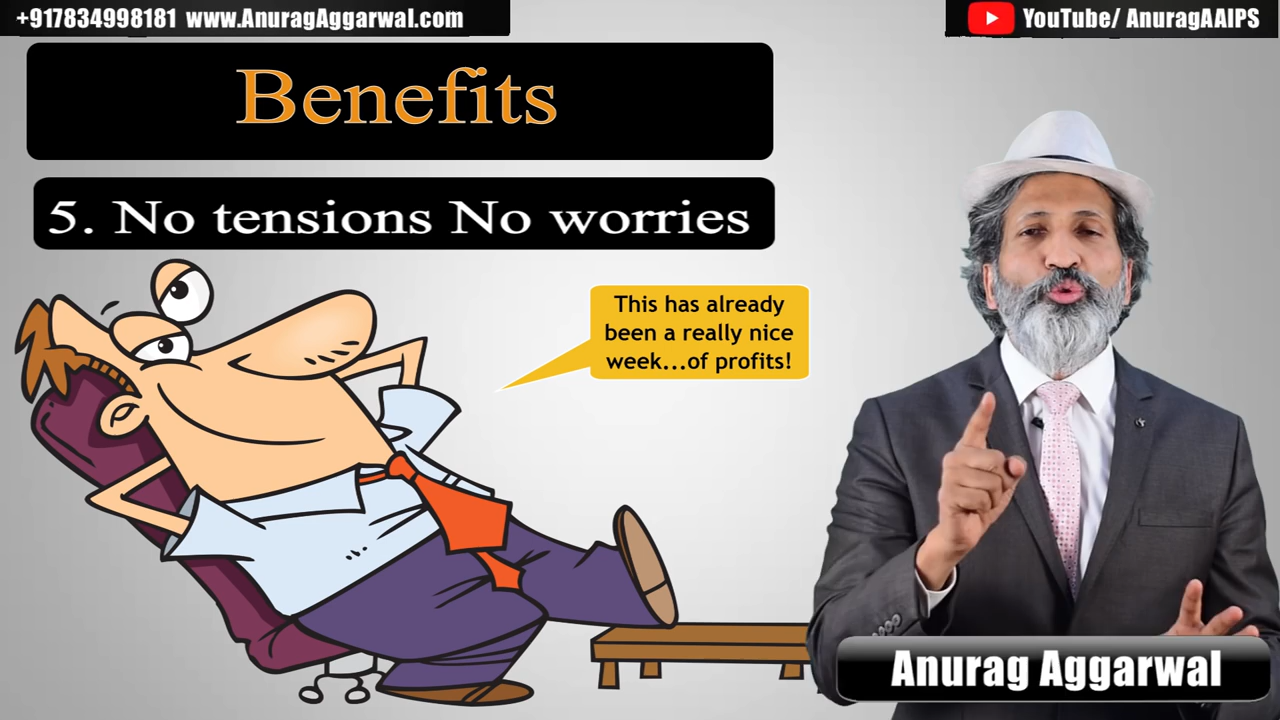 +917834998181 www.AnuragAggarwal.com
YouTube/ AnuragAAIPS
Benefits
5. No tensions No worries
This has already
been a really nice
week...of profits!
Anurag Aggarwal